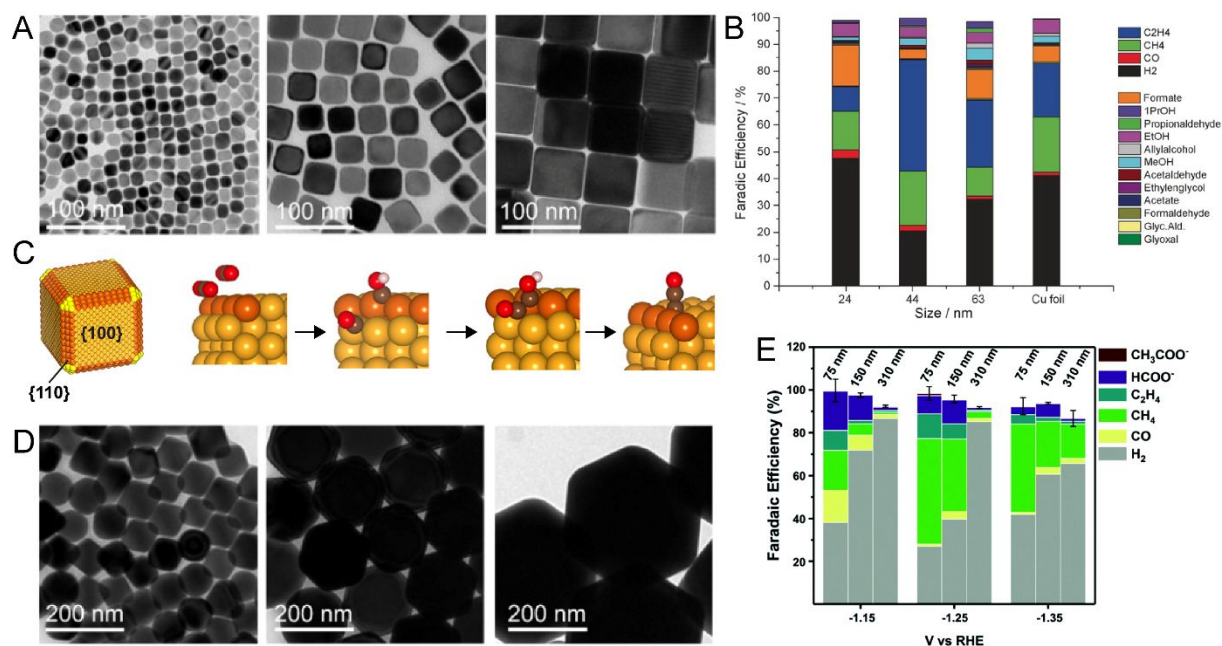 A
100 nm
100 nm
100 nm
B
Faradic Efficiency / %
100
90
80
70
60
50
40
30
20
10
0
24
44
63
Cu foil
Size / nm
C2H4
CH4
CO
H2
Formate
1PrOH
Propionaldehyde
EtOH
Allylalcohol
MeOH
Acetaldehyde
Ethylenglycol
Acetate
Formaldehyde
Glyc.Ald.
Glyoxal
C
{100}
{110}
D
200 nm
200 nm
200 nm
E
Faradaic Efficiency (%)
120
100
80
60
40
20
75 nm
150 nm
310 nm
75 nm
150 nm
310 nm
75 nm
150 nm
310 nm
-1.15
-1.25
-1.35
V vs RHE
CH₃COO⁻
HCOO⁻
C₂H₄
CH₄
CO
H₂